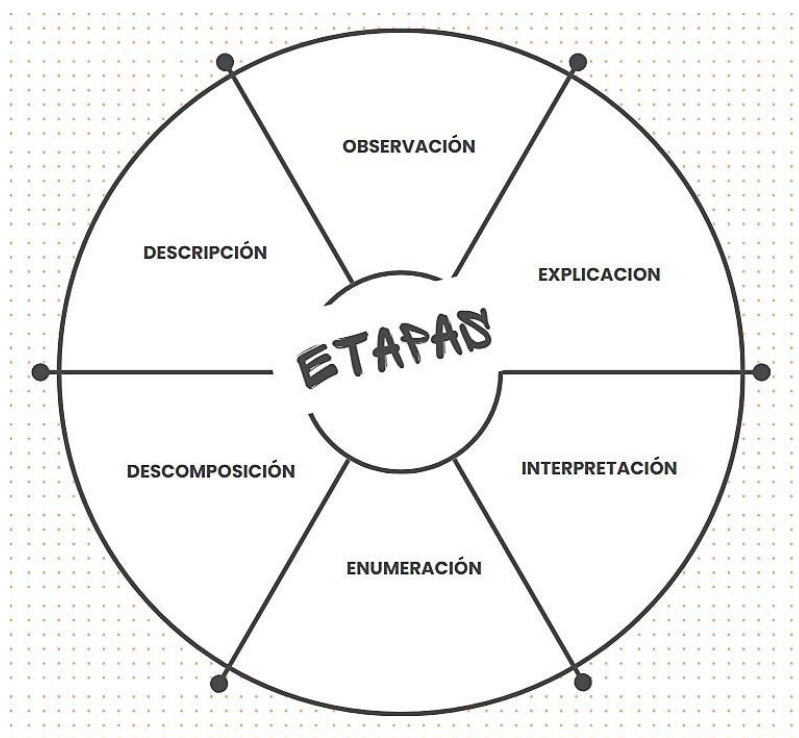 OBSERVACIÓN
DESCRIPCIÓN
EXPLICACION
ETAPAS
DESCOMPOSICIÓN
INTERPRETACIÓN
ENUMERACIÓN